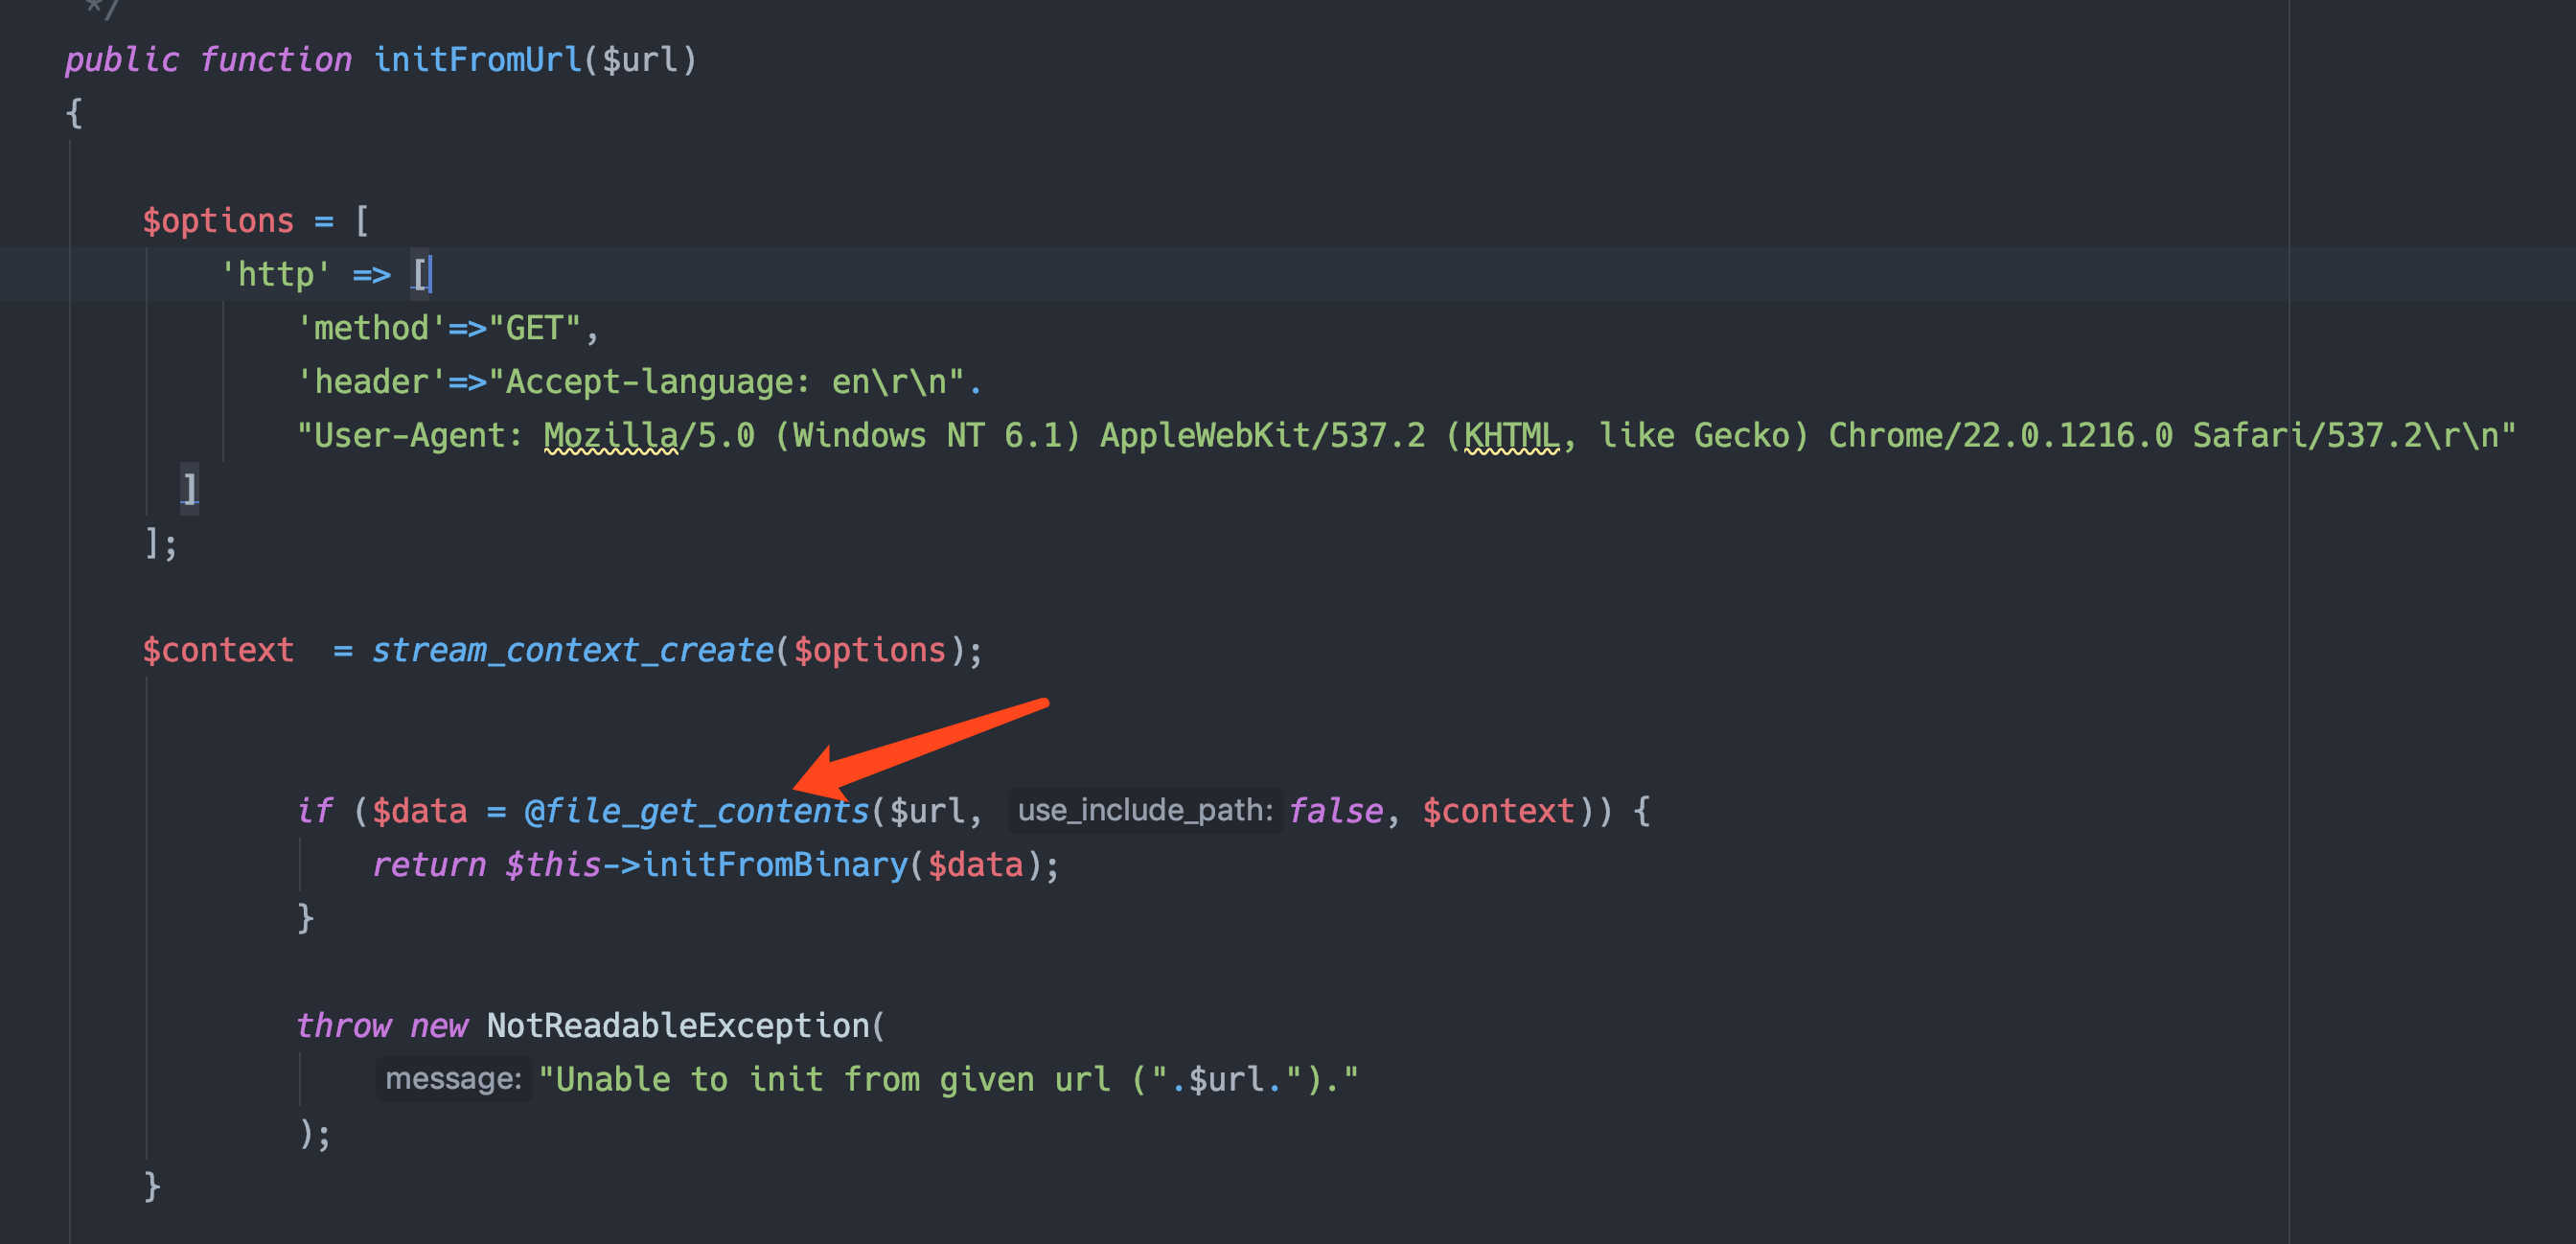 */
public function initFromUrl($url)
{
$options = [
'http' => [
'method'=>"GET",
'header'=>"Accept-language: en\r\n".
"User-Agent: Mozilla/5.0 (Windows NT 6.1) AppleWebKit/537.2 (KHTML, like Gecko) Chrome/22.0.1216.0 Safari/537.2\r\n"
]
];
$context  = stream_context_create($options);
if ($data = @file_get_contents($url, use_include_path: false, $context)) {
return $this->initFromBinary($data);
}
throw new NotReadableException(
message: "Unable to init from given url (".$url.")."
);
}